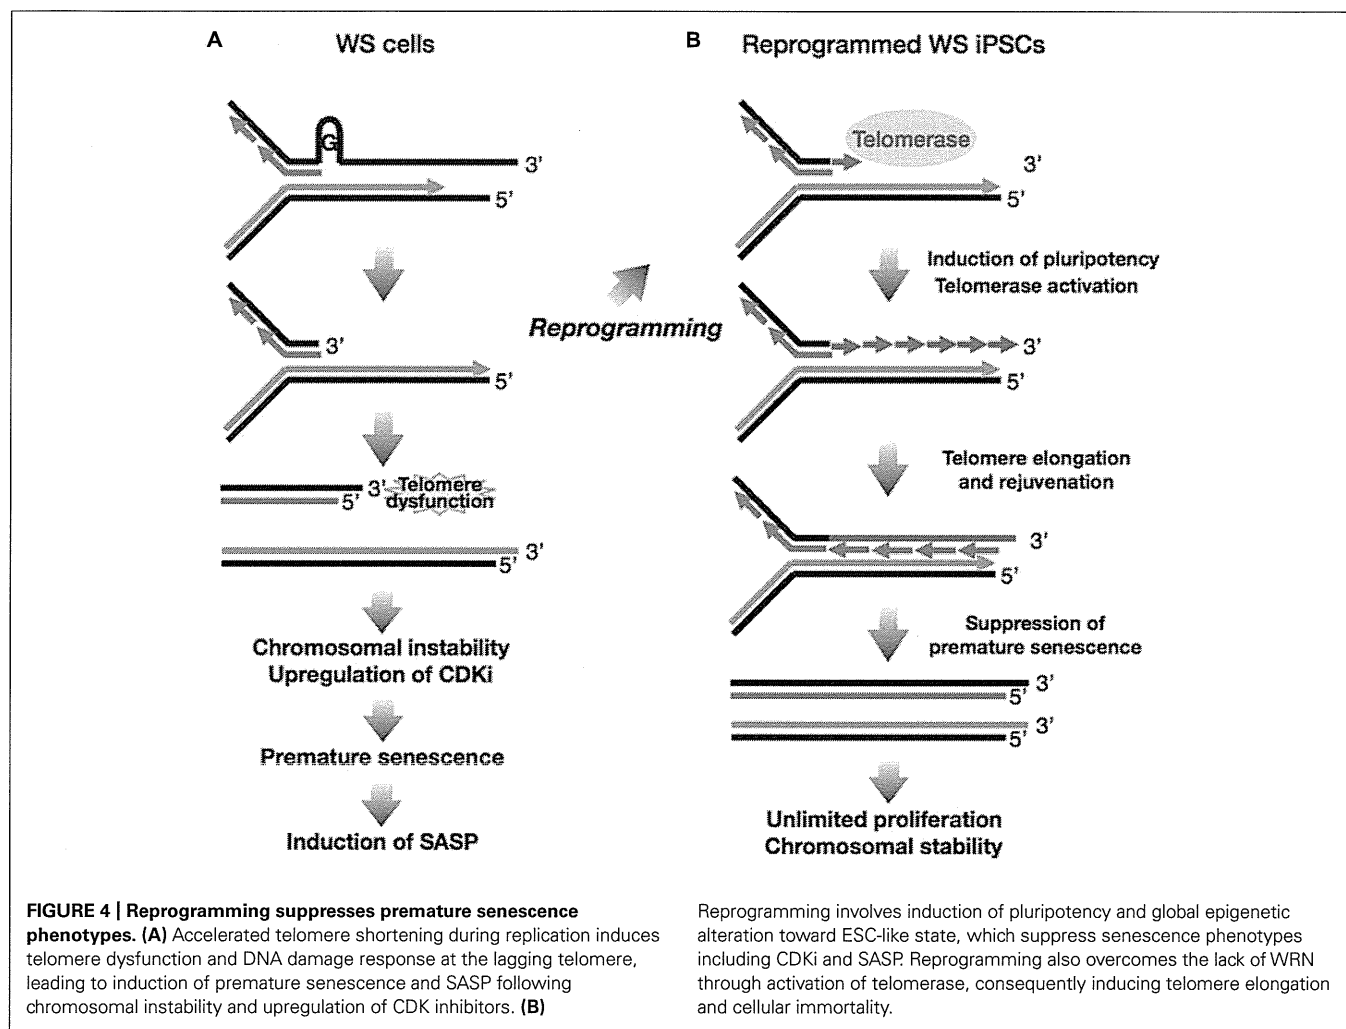 A
WS cells
G
3'
5'
3'
5'
3'
Telomere
5'
dysfunction
3'
5'
Chromosomal instability
Upregulation of CDKi
Premature senescence
Induction of SASP
Reprogramming
B
Reprogrammed WS iPSCs
Telomerase
3'
5'
Induction of pluripotency
Telomerase activation
3'
5'
Telomere elongation
and rejuvenation
3'
5'
Suppression of
premature senescence
3'
5'
3'
5'
Unlimited proliferation
Chromosomal stability
FIGURE 4 | Reprogramming suppresses premature senescence
phenotypes. (A) Accelerated telomere shortening during replication induces
telomere dysfunction and DNA damage response at the lagging telomere,
leading to induction of premature senescence and SASP following
chromosomal instability and upregulation of CDK inhibitors. (B)
Reprogramming involves induction of pluripotency and global epigenetic
alteration toward ESC-like state, which suppress senescence phenotypes
including CDKi and SASP. Reprogramming also overcomes the lack of WRN
through activation of telomerase, consequently inducing telomere elongation
and cellular immortality.